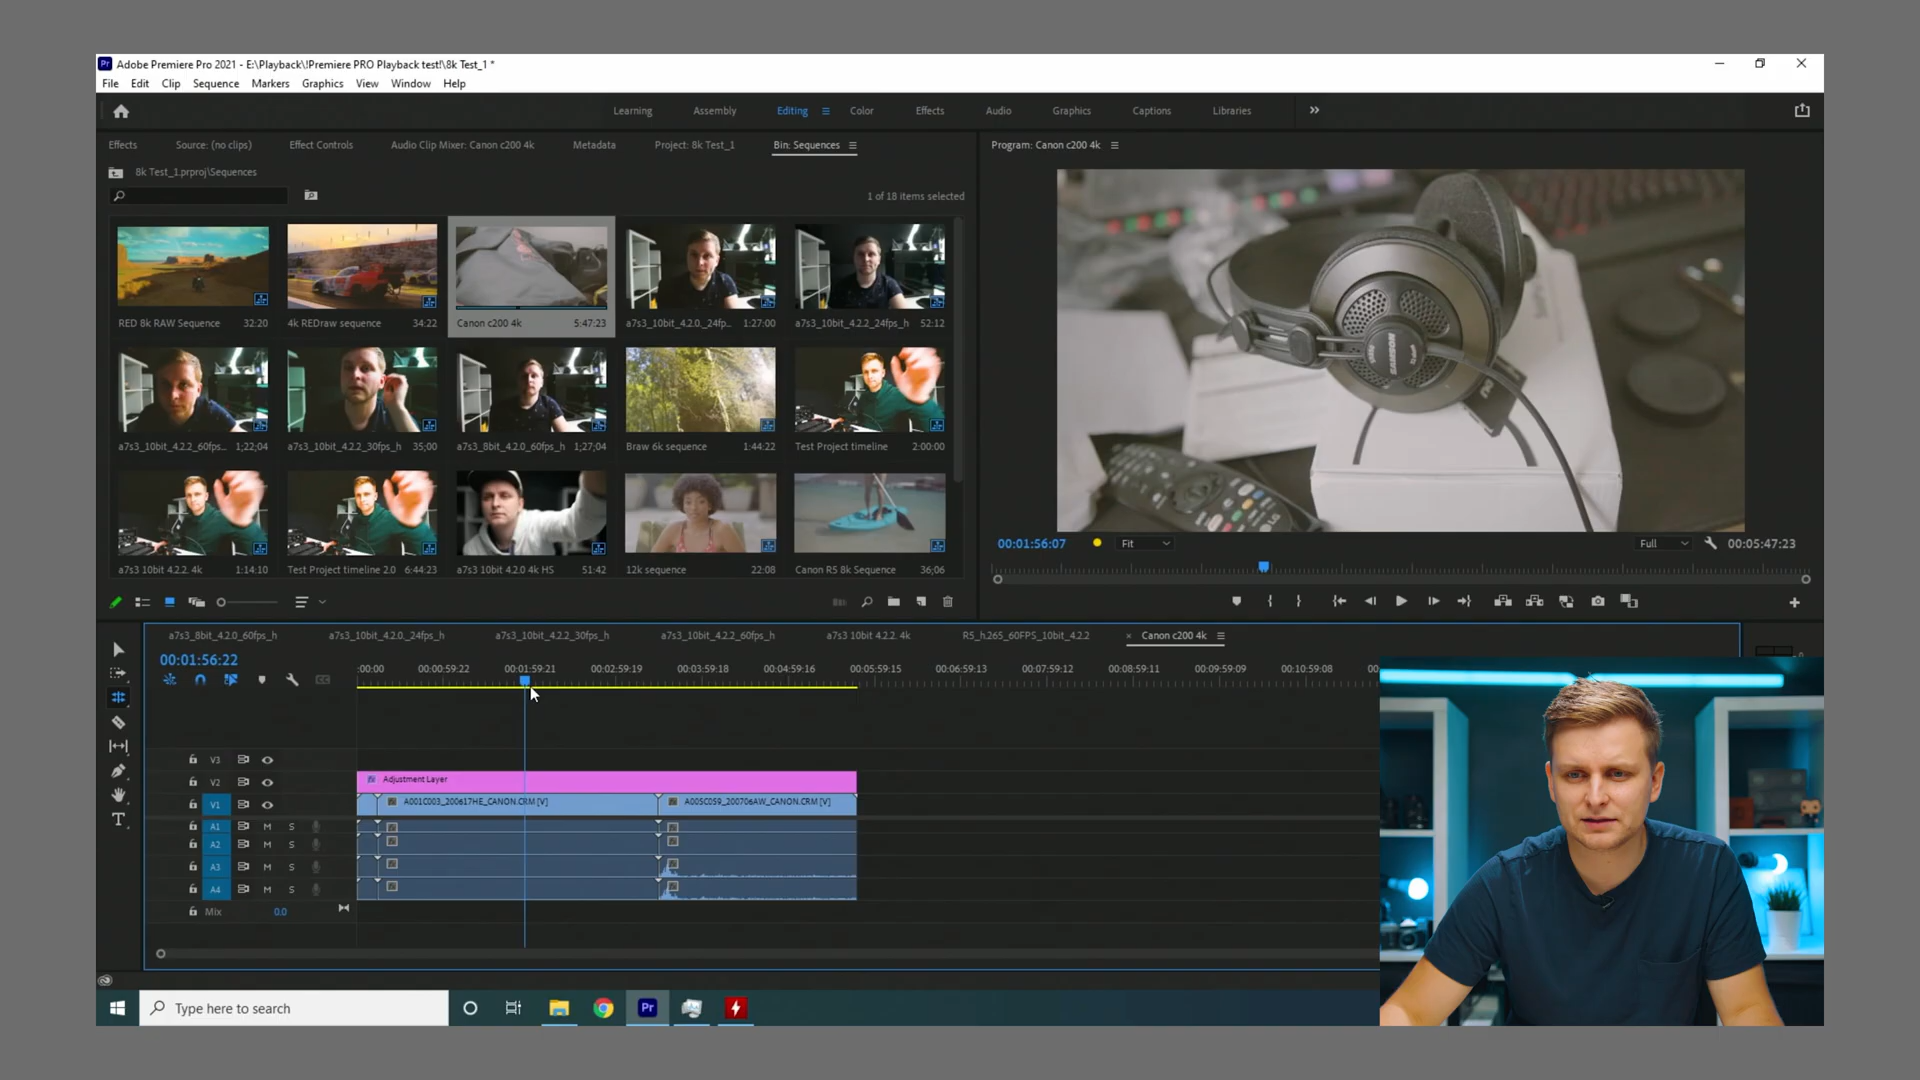 Adobe Premiere Pro 2021 - E:\Playback\!Premiere PRO Playback test!\8k Test_1 *
File Edit Clip Sequence Markers Graphics View Window Help
Learning Assembly Editing Color Effects Audio Graphics Captions Libraries
Effects Source: (no clips) Effect Controls Audio Clip Mixer: Canon c200 4k Metadata Project: 8k Test_1 Bin: Sequences
Program: Canon c200 4k
8k Test_1.prproj\Sequences
1 of 18 items selected
RED 8k RAW Sequence 32:20
4k REDraw sequence 34:22
Canon c200 4k 5:47:23
a7s3_10bit_4.2.0._24fp... 1:27:00
a7s3_10bit_4.2.2_24fps_h 52:12
a7s3_10bit_4.2.2_60fps... 1;22;04
a7s3_10bit_4.2.2_30fps_h 35;00
a7s3_8bit_4.2.0_60fps_h 1;27;04
Braw 6k sequence 1:44:22
Test Project timeline 2:00:00
a7s3 10bit 4.2.2. 4k 1:14:10
Test Project timeline 2.0 6:44:23
a7s3 10bit 4.2.0 4k HS 51:42
12k sequence 22:08
Canon R5 8k Sequence 36;06
SAMSON
LG
00:01:56:07 Fit Full 00:05:47:23
a7s3_8bit_4.2.0_60fps_h a7s3_10bit_4.2.0._24fps_h a7s3_10bit_4.2.2_30fps_h a7s3_10bit_4.2.2_60fps_h a7s3 10bit 4.2.2. 4k R5_h.265_60FPS_10bit_4.2.2 Canon c200 4k
00:01:56:22
:00:00 00:00:59:22 00:01:59:21 00:02:59:19 00:03:59:18 00:04:59:16 00:05:59:15 00:06:59:13 00:07:59:12 00:08:59:11 00:09:59:09 00:10:59:08 00:
V3
V2 Adjustment Layer
V1 A001C003_200617HE_CANON.CRM [V] A005C059_200706AW_CANON.CRM [V]
A1 M S
A2 M S
A3 M S
A4 M S
Mix 0.0
Type here to search
Pr